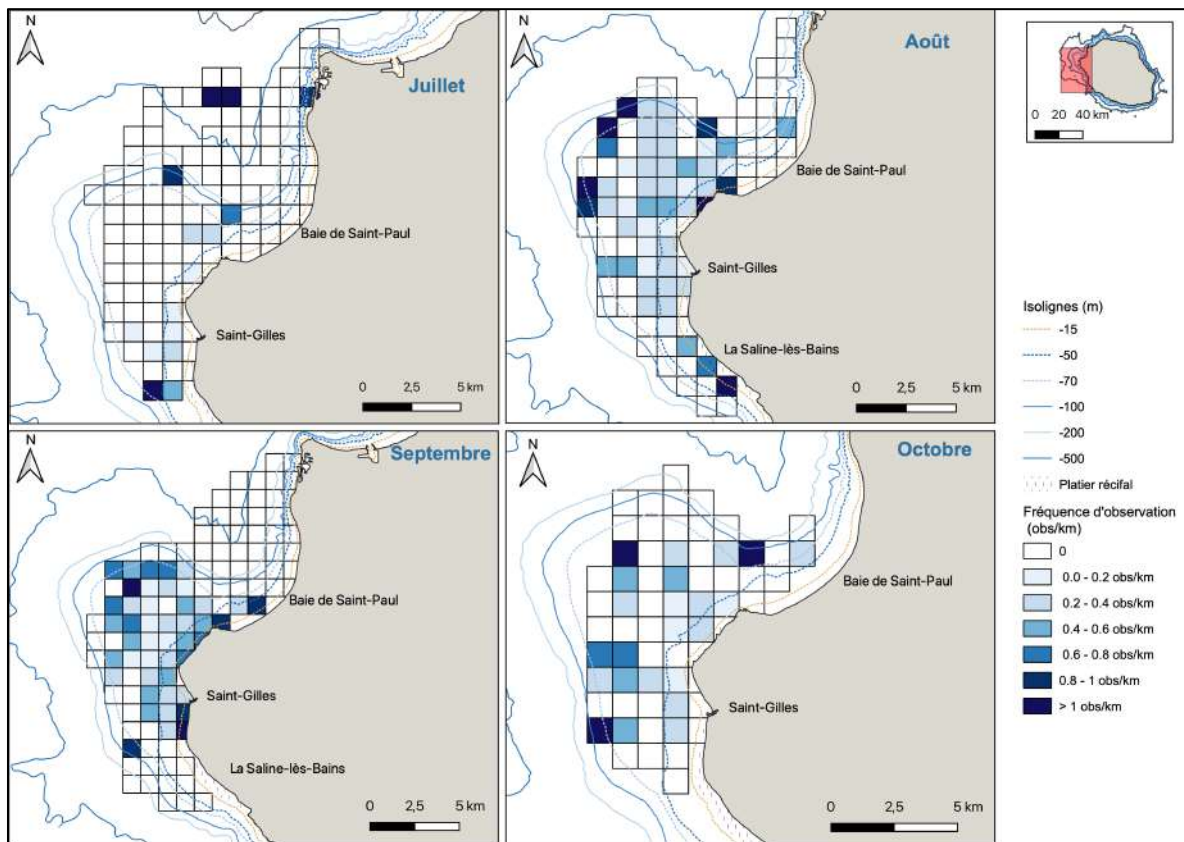 N
Juillet
Baie de Saint-Paul
Saint-Gilles
0 2,5 5 km
N
Août
Baie de Saint-Paul
Saint-Gilles
La Saline-lès-Bains
0 2,5 5 km
0
20 40 km
N
Septembre
Baie de Saint-Paul
Saint-Gilles
La Saline-lès-Bains
0 2,5 5 km
N
Octobre
Baie de Saint-Paul
Saint-Gilles
0 2,5 5 km
Isolignes (m)
-15
-50
-70
-100
-200
-500
Platier récifal
Fréquence d'observation
(obs/km)
0
0.0 - 0.2 obs/km
0.2 - 0.4 obs/km
0.4 - 0.6 obs/km
0.6 - 0.8 obs/km
0.8 - 1 obs/km
> 1 obs/km